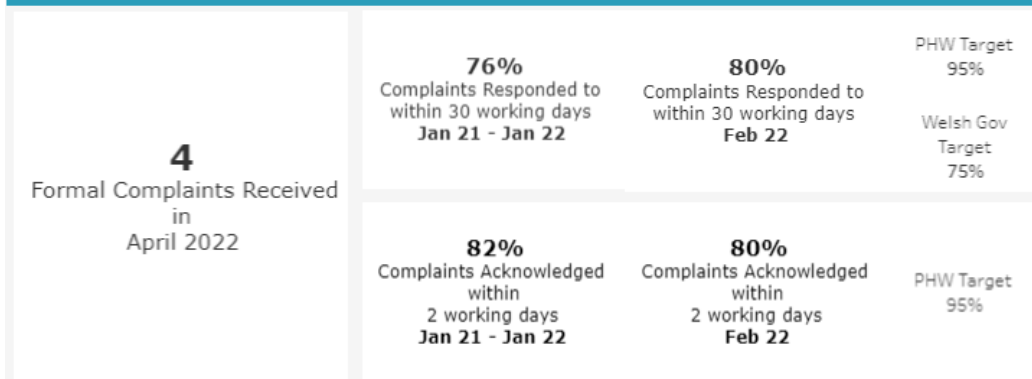 4
Formal Complaints Received
in
April 2022
76%
Complaints Responded to
within 30 working days
Jan 21 - Jan 22
80%
Complaints Responded to
within 30 working days
Feb 22
PHW Target
95%
Welsh Gov
Target
75%
82%
Complaints Acknowledged
within
2 working days
Jan 21 - Jan 22
80%
Complaints Acknowledged
within
2 working days
Feb 22
PHW Target
95%